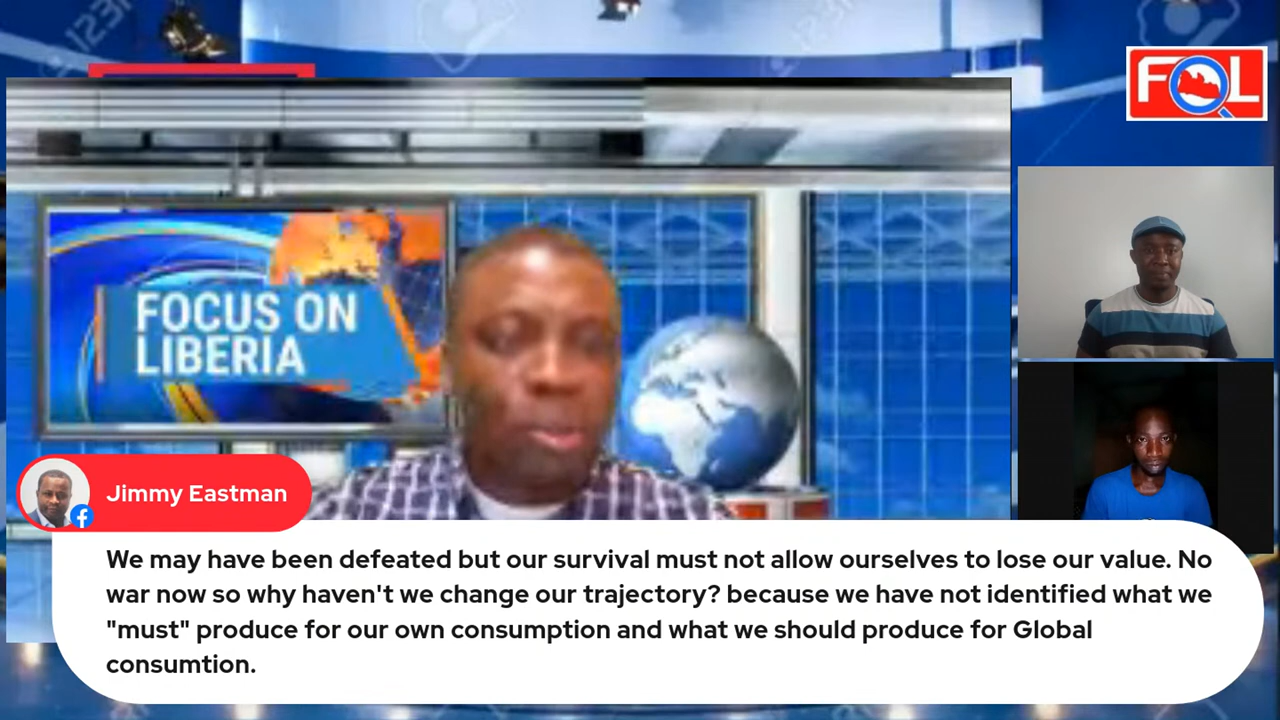 123RF
FOL
FOCUS ON
LIBERIA
Jimmy Eastman
We may have been defeated but our survival must not allow ourselves to lose our value. No
war now so why haven't we change our trajectory? because we have not identified what we
"must" produce for our own consumption and what we should produce for Global
consumtion.